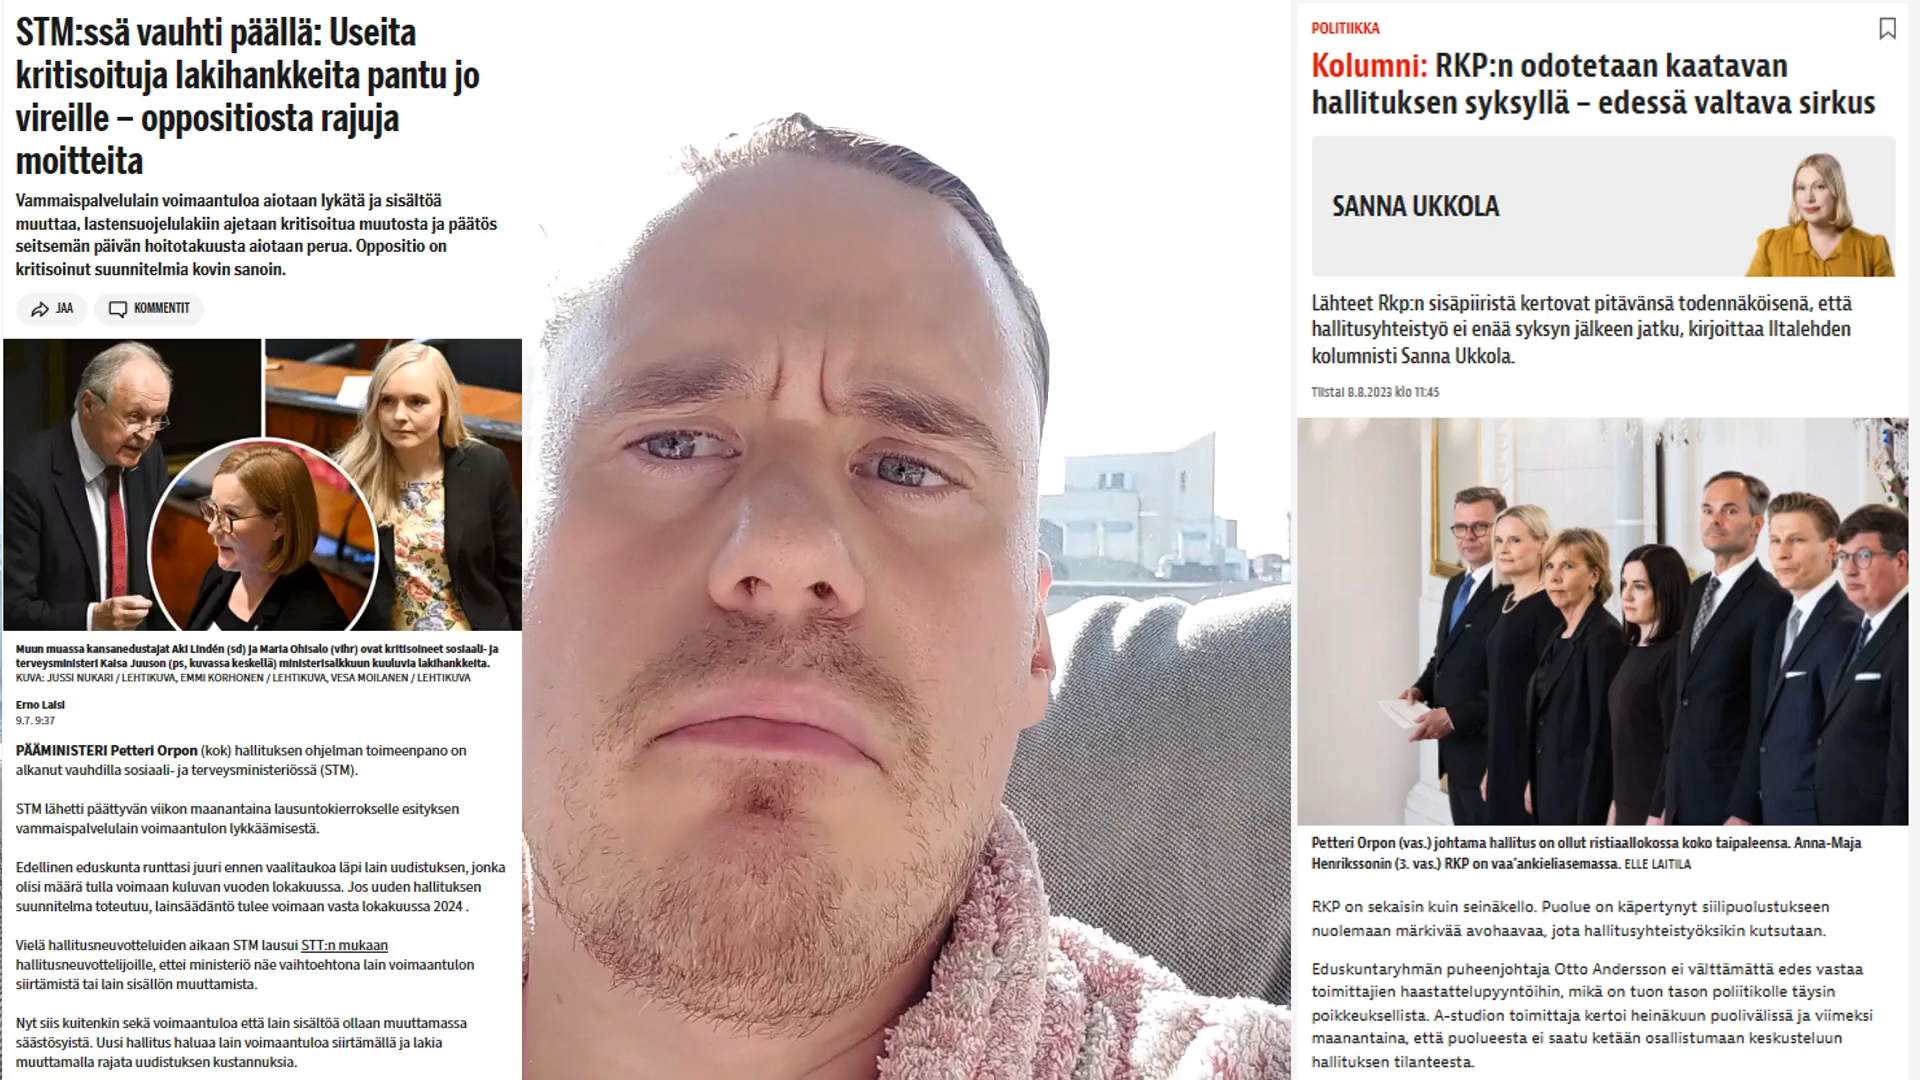 STM:ssä vauhti päällä: Useita
kritisoituja lakihankkeita pantu jo
vireille – oppositiosta rajuja
moitteita
Vammaispalvelulain voimaantuloa aiotaan lykätä ja sisältöä
muuttaa, lastensuojelulakiin ajetaan kritisoitua muutosta ja päätös
seitsemän päivän hoitotakuusta aiotaan perua. Oppositio on
kritisoinut suunnitelmia kovin sanoin.
JAA KOMMENTIT
Muun muassa kansanedustajat Aki Lindén (sd) ja Maria Ohisalo (vihr) ovat kritisoineet sosiaali- ja
terveysministeri Kaisa Juuson (ps, kuvassa keskellä) ministerisalkkuun kuuluvia lakihankkeita.
KUVA: JUSSI NUKARI / LEHTIKUVA, EMMI KORHONEN / LEHTIKUVA, VESA MOILANEN / LEHTIKUVA
Erno Laisi
9.7. 9:37
PÄÄMINISTERI Petteri Orpon (kok) hallituksen ohjelman toimeenpano on
alkanut vauhdilla sosiaali- ja terveysministeriössä (STM).
STM lähetti päättyvän viikon maanantaina lausuntokierrokselle esityksen
vammaispalvelulain voimaantulon lykkäämisestä.
Edellinen eduskunta runttasi juuri ennen vaalitaukoa läpi lain uudistuksen, jonka
olisi määrä tulla voimaan kuluvan vuoden lokakuussa. Jos uuden hallituksen
suunnitelma toteutuu, lainsäädäntö tulee voimaan vasta lokakuussa 2024 .
Vielä hallitusneuvotteluiden aikaan STM lausui STT:n mukaan
hallitusneuvottelijoille, ettei ministeriö näe vaihtoehtona lain voimaantulon
siirtämistä tai lain sisällön muuttamista.
Nyt siis kuitenkin sekä voimaantuloa että lain sisältöä ollaan muuttamassa
säästösyistä. Uusi hallitus haluaa lain voimaantuloa siirtämällä ja lakia
muuttamalla rajata uudistuksen kustannuksia.
POLITIIKKA
Kolumni: RKP:n odotetaan kaatavan
hallituksen syksyllä – edessä valtava sirkus
SANNA UKKOLA
Lähteet Rkp:n sisäpiiristä kertovat pitävänsä todennäköisenä, että
hallitusyhteistyö ei enää syksyn jälkeen jatku, kirjoittaa Iltalehden
kolumnisti Sanna Ukkola.
Tiistai 8.8.2023 klo 11:45
Petteri Orpon (vas.) johtama hallitus on ollut ristiaallokossa koko taipaleensa. Anna-Maja
Henrikssonin (3. vas.) RKP on vaa'ankieliasemassa. ELLE LAITILA
RKP on sekaisin kuin seinäkello. Puolue on käpertynyt siilipuolustukseen
nuolemaan märkivää avohaavaa, jota hallitusyhteistyöksikin kutsutaan.
Eduskuntaryhmän puheenjohtaja Otto Andersson ei välttämättä edes vastaa
toimittajien haastattelupyyntöihin, mikä on tuon tason poliitikolle täysin
poikkeuksellista. A-studion toimittaja kertoi heinäkuun puolivälissä ja viimeksi
maanantaina, että puolueesta ei saatu ketään osallistumaan keskusteluun
hallituksen tilanteesta.